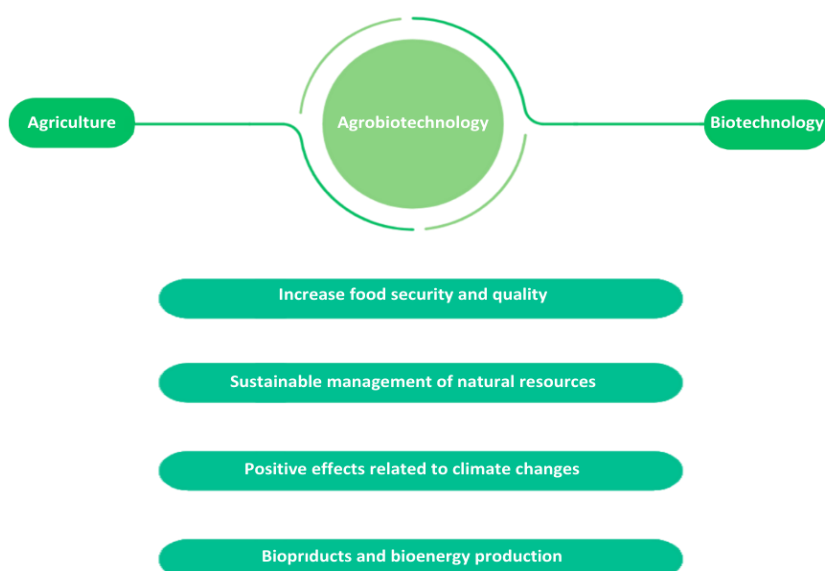 Agriculture
Agrobiotechnology
Biotechnology
Increase food security and quality
Sustainable management of natural resources
Positive effects related to climate changes
Bioprıducts and bioenergy production